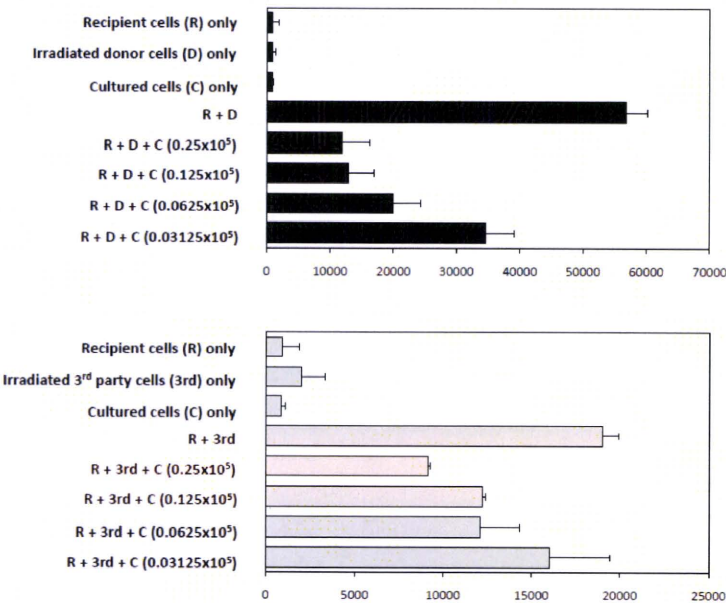 Recipient cells (R) only
Irradiated donor cells (D) only
Cultured cells (C) only
R + D
R + D + C (0.25x10⁵)
R + D + C (0.125x10⁵)
R + D + C (0.0625x10⁵)
R + D + C (0.03125x10⁵)
0 10000 20000 30000 40000 50000 60000 70000
Recipient cells (R) only
Irradiated 3ʳᵈ party cells (3rd) only
Cultured cells (C) only
R + 3rd
R + 3rd + C (0.25x10⁵)
R + 3rd + C (0.125x10⁵)
R + 3rd + C (0.0625x10⁵)
R + 3rd + C (0.03125x10⁵)
0 5000 10000 15000 20000 25000